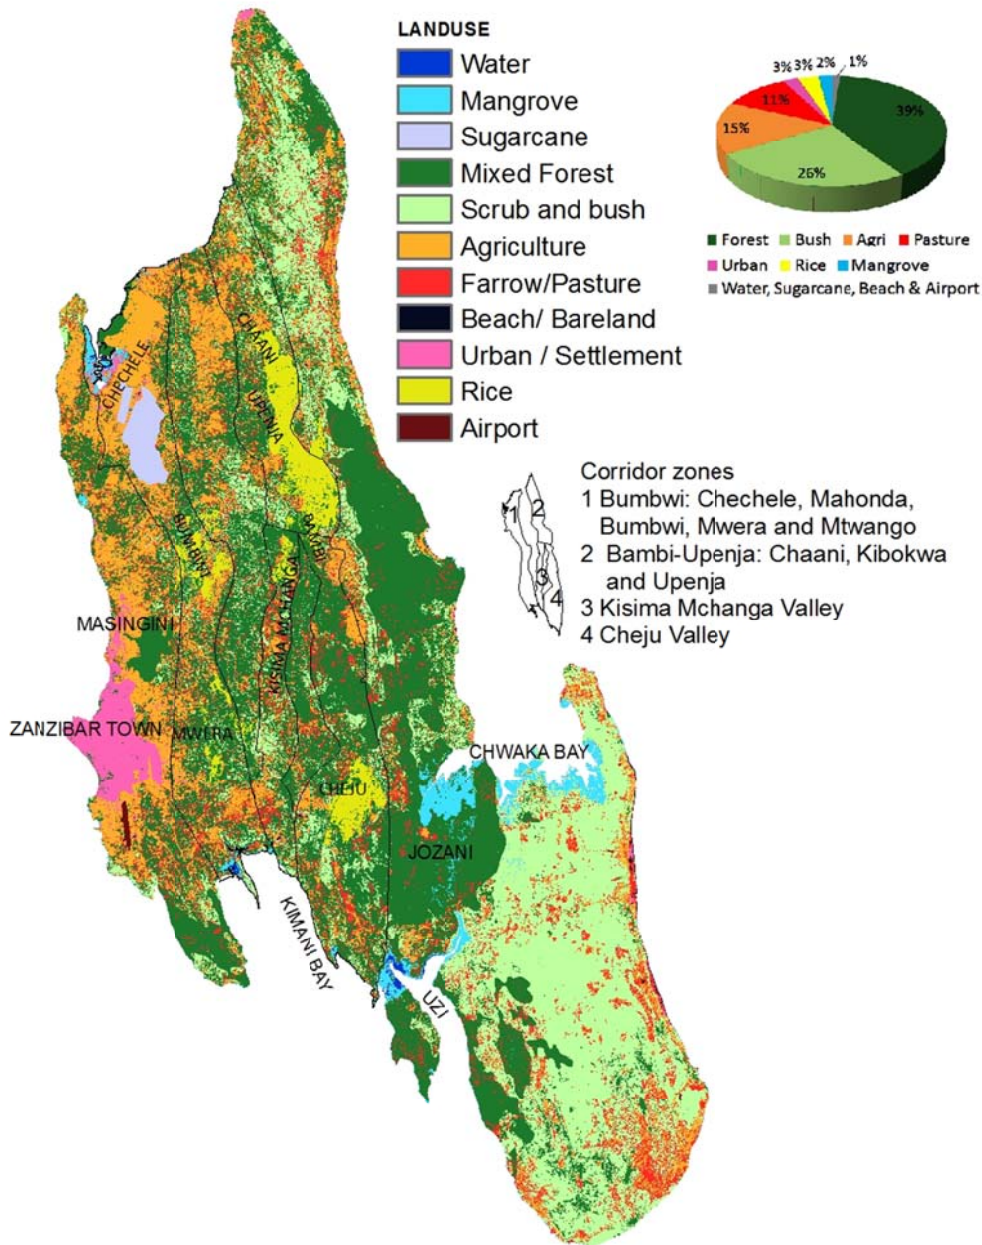 LANDUSE
Water
Mangrove
Sugarcane
Mixed Forest
Scrub and bush
Agriculture
Farrow/Pasture
Beach/ Bareland
Urban / Settlement
Rice
Airport
3% 3% 2% 1%
11%
39%
15%
26%
Forest Bush Agri Pasture
Urban Rice Mangrove
Water, Sugarcane, Beach & Airport
Corridor zones
1 Bumbwi: Chechele, Mahonda,
Bumbwi, Mwera and Mtwango
2 Bambi-Upenja: Chaani, Kibokwa
and Upenja
3 Kisima Mchanga Valley
4 Cheju Valley
1
2
3
4
CHAANI
CHECHELE
UPENJA
BUMBINI
BAMBI
MASINGINI
KISIMA MCHANGA
ZANZIBAR TOWN
MWERA
CHWAKA BAY
CHEJU
JOZANI
KIMANI BAY
UZI